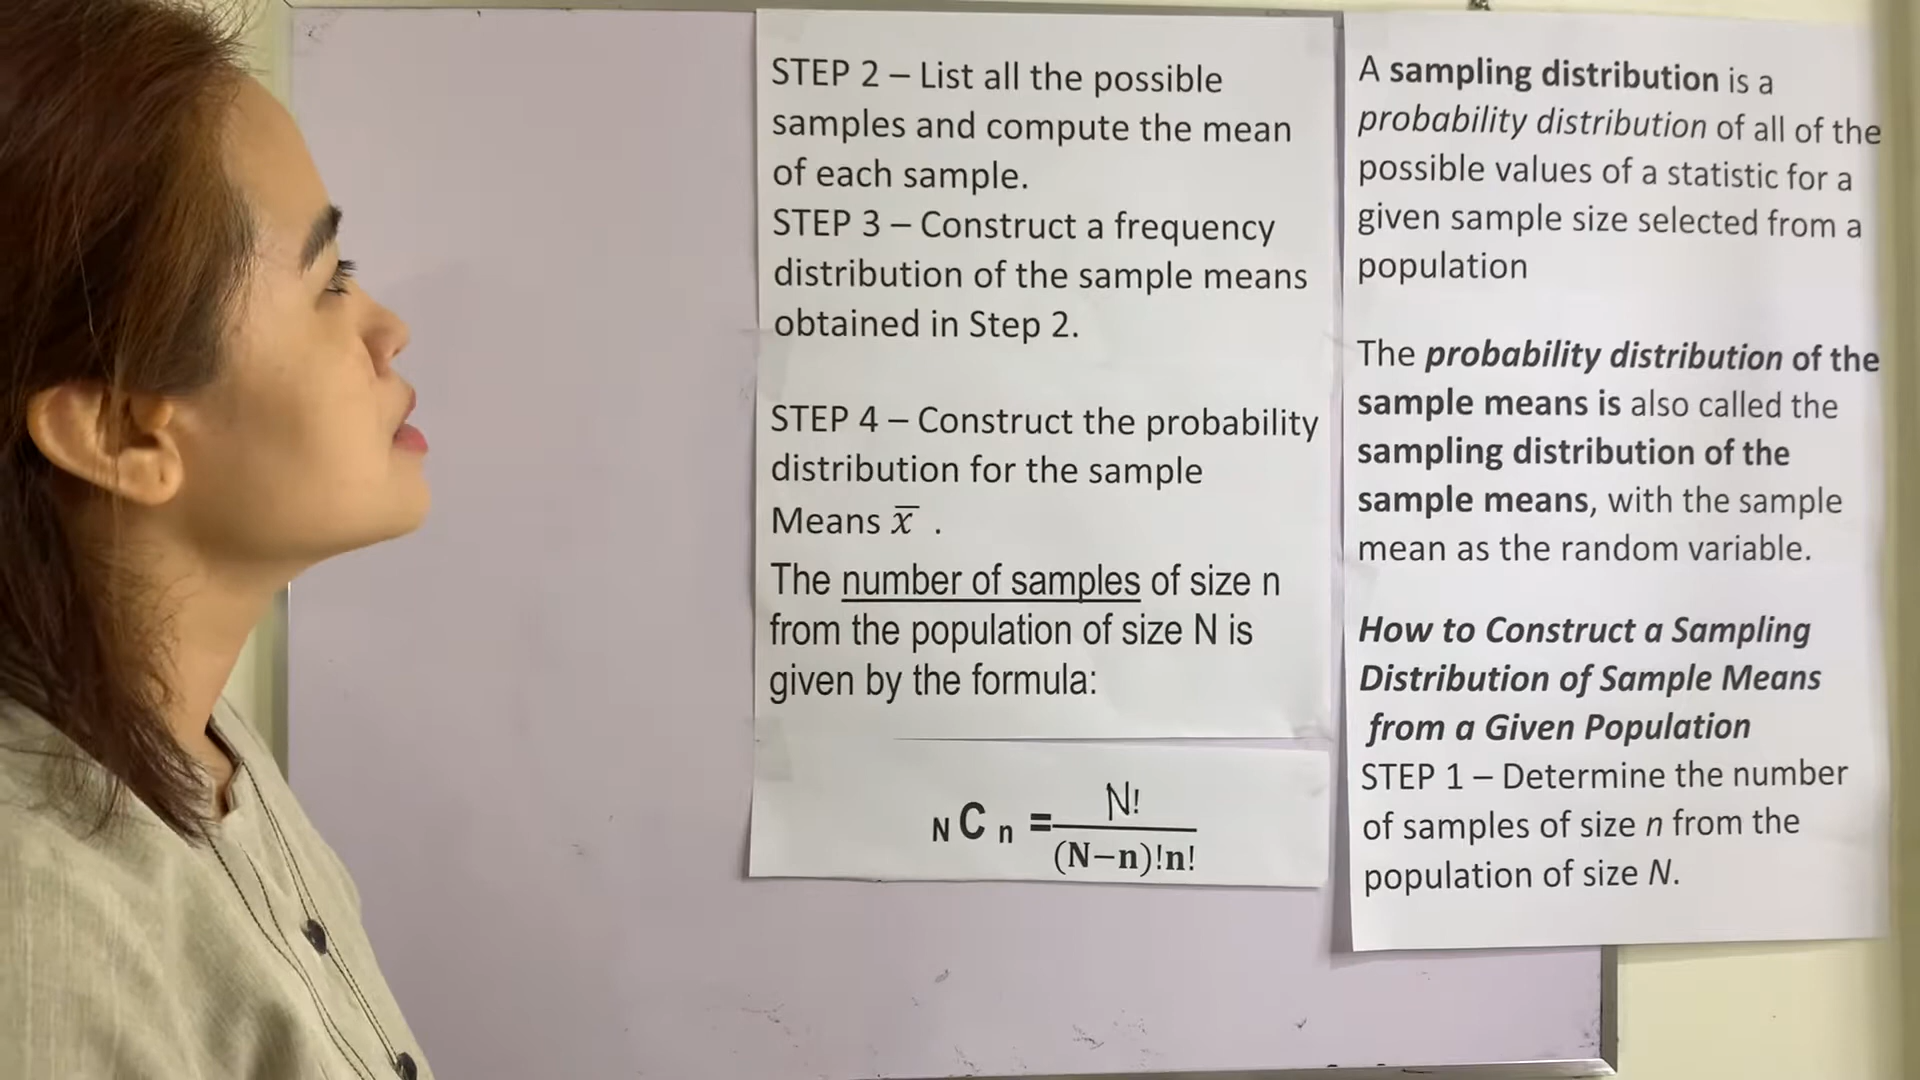 A sampling distribution is a
probability distribution of all of the
possible values of a statistic for a
given sample size selected from a
population
The probability distribution of the
sample means is also called the
sampling distribution of the
sample means, with the sample
mean as the random variable.
How to Construct a Sampling
Distribution of Sample Means
from a Given Population
STEP 1 – Determine the number
of samples of size n from the
population of size N.
STEP 2 – List all the possible
samples and compute the mean
of each sample.
STEP 3 – Construct a frequency
distribution of the sample means
obtained in Step 2.
STEP 4 – Construct the probability
distribution for the sample
Means x̅ .
The number of samples of size n
from the population of size N is
given by the formula:
N C n = N! / (N−n)!n!